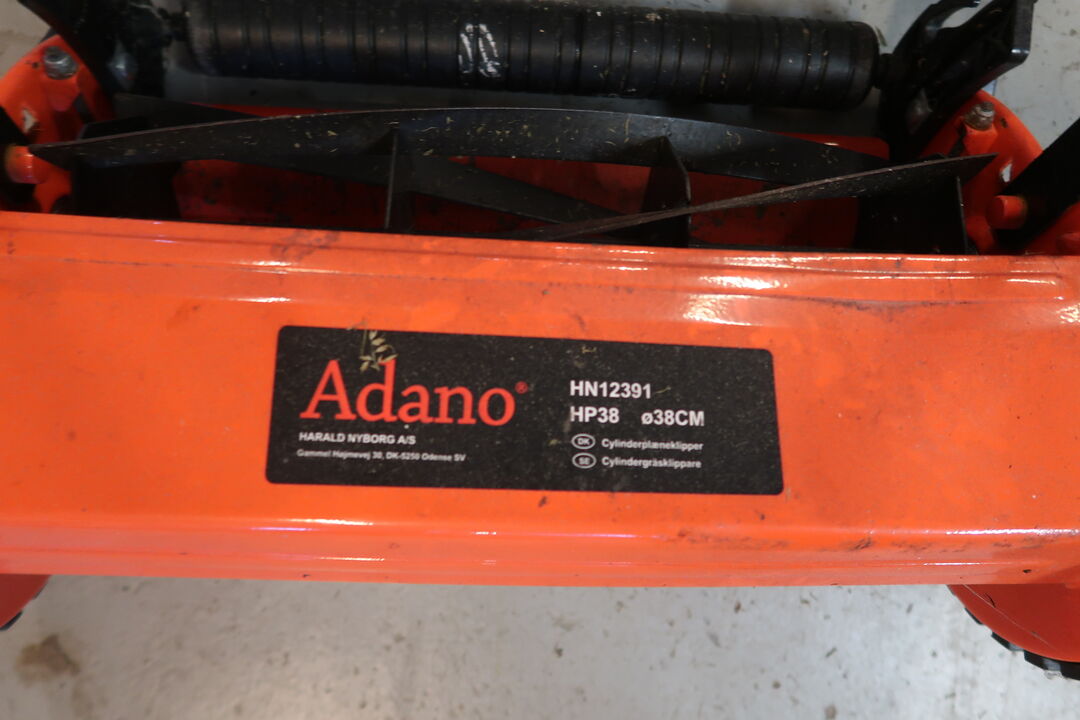 Adano®
HARALD NYBORG A/S
Gammel Højmevej 30, DK-5250 Odense SV
HN12391
HP38 ø38CM
DK Cylinderplæneklipper
SE Cylindergräsklippare